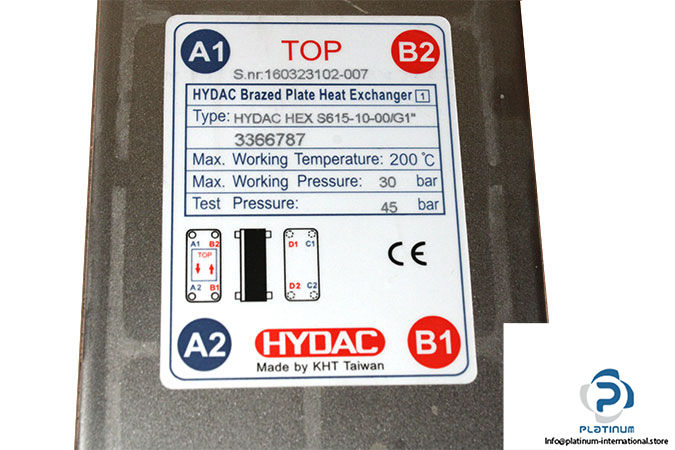 A1 TOP B2
S.nr:160323102-007
HYDAC Brazed Plate Heat Exchanger 1
Type: HYDAC HEX S615-10-00/G1"
3366787
Max. Working Temperature: 200 ℃
Max. Working Pressure: 30 bar
Test Pressure: 45 bar
A1 B2 D1 C1
TOP
A2 B1 D2 C2
CE
A2 HYDAC B1
Made by KHT Taiwan
PLATINUM
Info@platinum-international.store